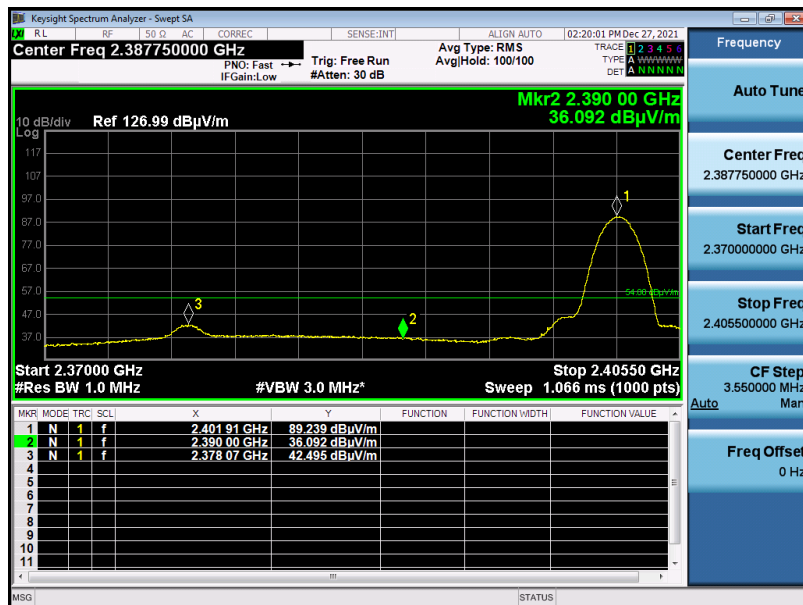 Keysight Spectrum Analyzer - Swept SA
LXI RL RF 50 Ω AC CORREC SENSE:INT ALIGN AUTO 02:20:01 PM Dec 27, 2021
Center Freq 2.387750000 GHz
PNO: Fast
IFGain:Low
Trig: Free Run
#Atten: 30 dB
Avg Type: RMS
Avg|Hold: 100/100
TRACE 1 2 3 4 5 6
TYPE A WWWWW
DET A N N N N N
Mkr2 2.390 00 GHz
36.092 dBµV/m
10 dB/div Ref 126.99 dBµV/m
Log
117
107
97.0
87.0
77.0
67.0
57.0
47.0
37.0
1
2
3
54.00 dBµV/m
Start 2.37000 GHz Stop 2.40550 GHz
#Res BW 1.0 MHz #VBW 3.0 MHz* Sweep 1.066 ms (1000 pts)
MKR MODE TRC SCL X Y FUNCTION FUNCTION WIDTH FUNCTION VALUE
1 N 1 f 2.401 91 GHz 89.239 dBµV/m
2 N 1 f 2.390 00 GHz 36.092 dBµV/m
3 N 1 f 2.378 07 GHz 42.495 dBµV/m
4
5
6
7
8
9
10
11
MSG STATUS
Frequency
Auto Tune
Center Freq
2.387750000 GHz
Start Freq
2.370000000 GHz
Stop Freq
2.405500000 GHz
CF Step
3.550000 MHz
Auto Man
Freq Offset
0 Hz